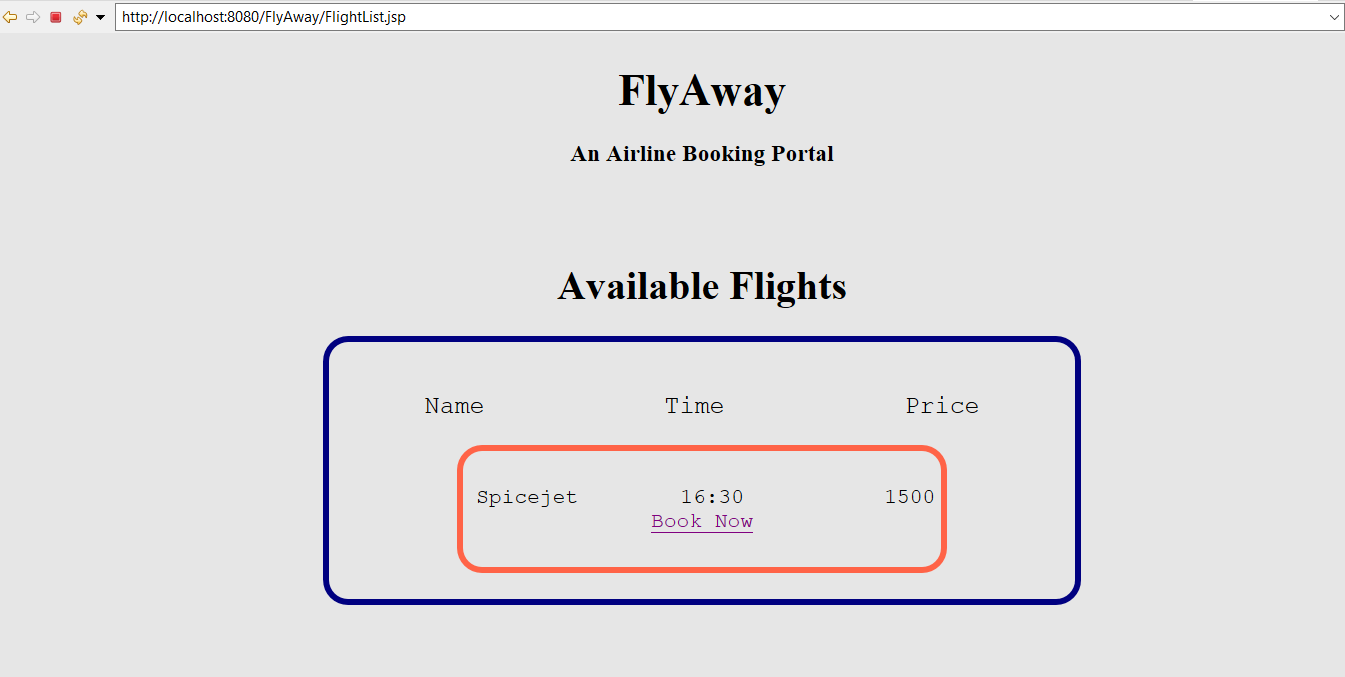 http://localhost:8080/FlyAway/FlightList.jsp
FlyAway
An Airline Booking Portal
Available Flights
Name Time Price
Spicejet 16:30 1500
Book Now